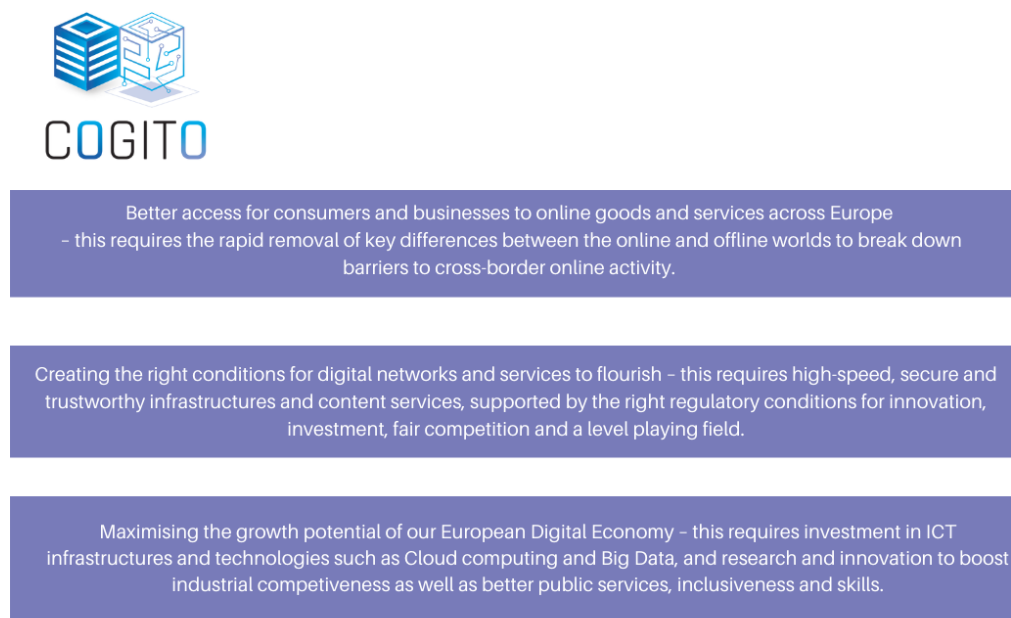 COGITO
Better access for consumers and businesses to online goods and services across Europe
– this requires the rapid removal of key differences between the online and offline worlds to break down
barriers to cross-border online activity.
Creating the right conditions for digital networks and services to flourish – this requires high-speed, secure and
trustworthy infrastructures and content services, supported by the right regulatory conditions for innovation,
investment, fair competition and a level playing field.
Maximising the growth potential of our European Digital Economy – this requires investment in ICT
infrastructures and technologies such as Cloud computing and Big Data, and research and innovation to boost
industrial competiveness as well as better public services, inclusiveness and skills.